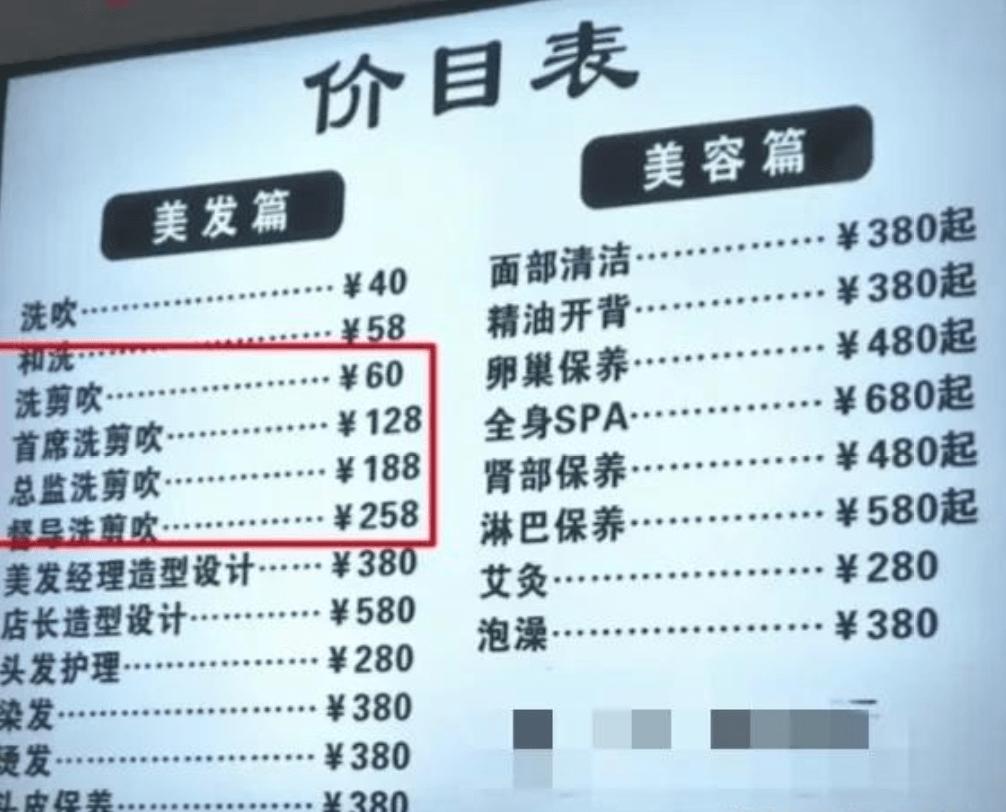 价目表
美发篇
洗吹 ¥40
和洗 ¥58
洗剪吹 ¥60
首席洗剪吹 ¥128
总监洗剪吹 ¥188
督导洗剪吹 ¥258
美发经理造型设计 ¥380
店长造型设计 ¥580
头发护理 ¥280
染发 ¥380
烫发 ¥380
头皮保养 ¥380
美容篇
面部清洁 ¥380起
精油开背 ¥380起
卵巢保养 ¥480起
全身SPA ¥680起
肾部保养 ¥480起
淋巴保养 ¥580起
艾灸 ¥280
泡澡 ¥380